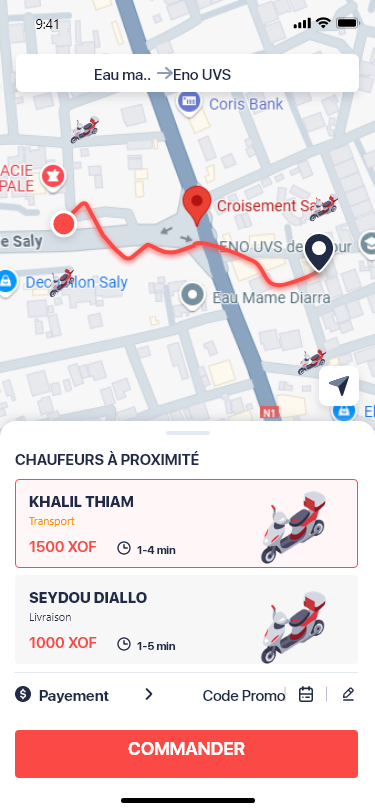 9:41
Eau ma.. → Eno UVS
Coris Bank
ACIE
PALE
Croisement Sa
e Saly
ENO UVS de
our
Decathlon Saly
Eau Mame Diarra
N1
El
CHAUFEURS À PROXIMITÉ
KHALIL THIAM
Transport
1500 XOF 1-4 min
SEYDOU DIALLO
Livraison
1000 XOF 1-5 min
Payement > Code Promo
COMMANDER